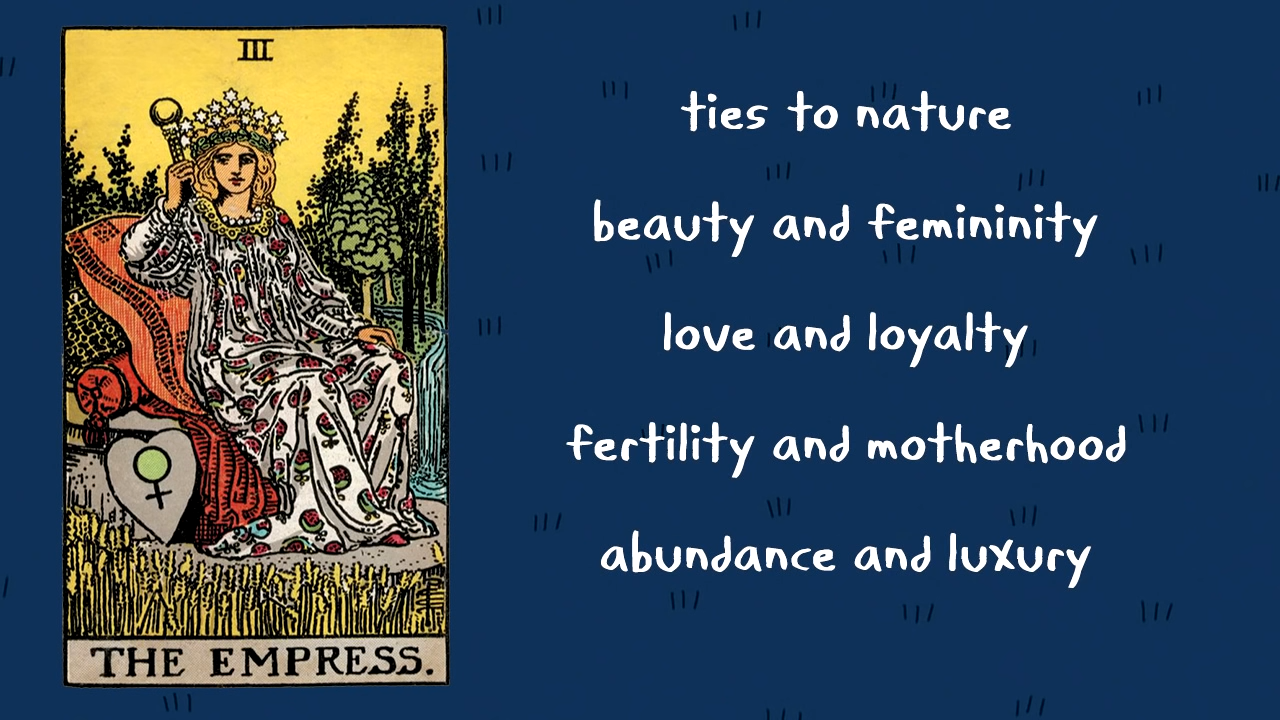 III
THE EMPRESS.
ties to nature
beauty and femininity
love and loyalty
fertility and motherhood
abundance and luxury